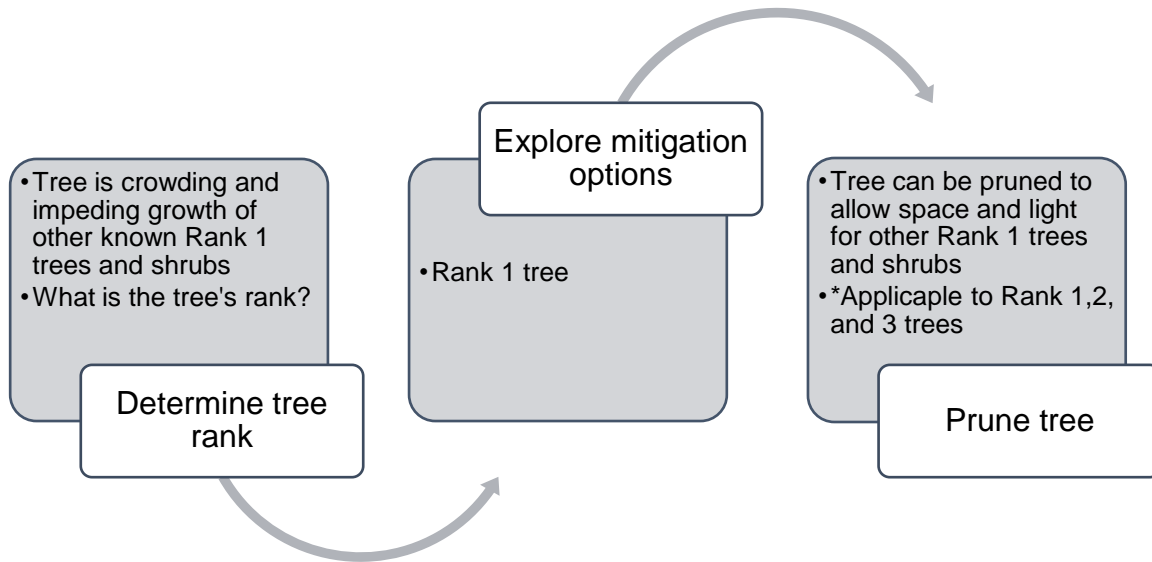 •Tree is crowding and
impeding growth of
other known Rank 1
trees and shrubs
•What is the tree's rank?
Determine tree
rank
Explore mitigation
options
•Rank 1 tree
•Tree can be pruned to
allow space and light
for other Rank 1 trees
and shrubs
•*Applicaple to Rank 1,2,
and 3 trees
Prune tree